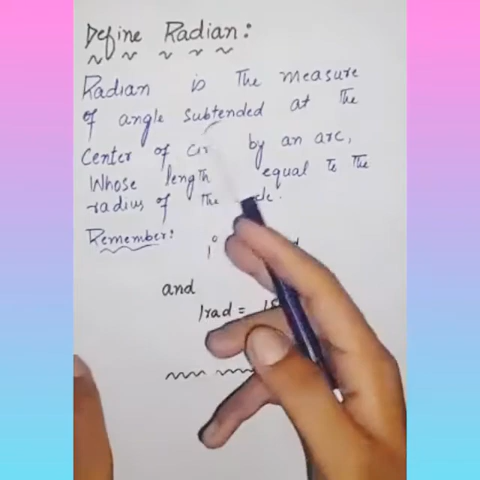 Define Radian:
Radian is The measure
of angle subtended at the
Center of by an arc,
Whose length equal to the
radius of the
Remember:
1°
and
1rad =